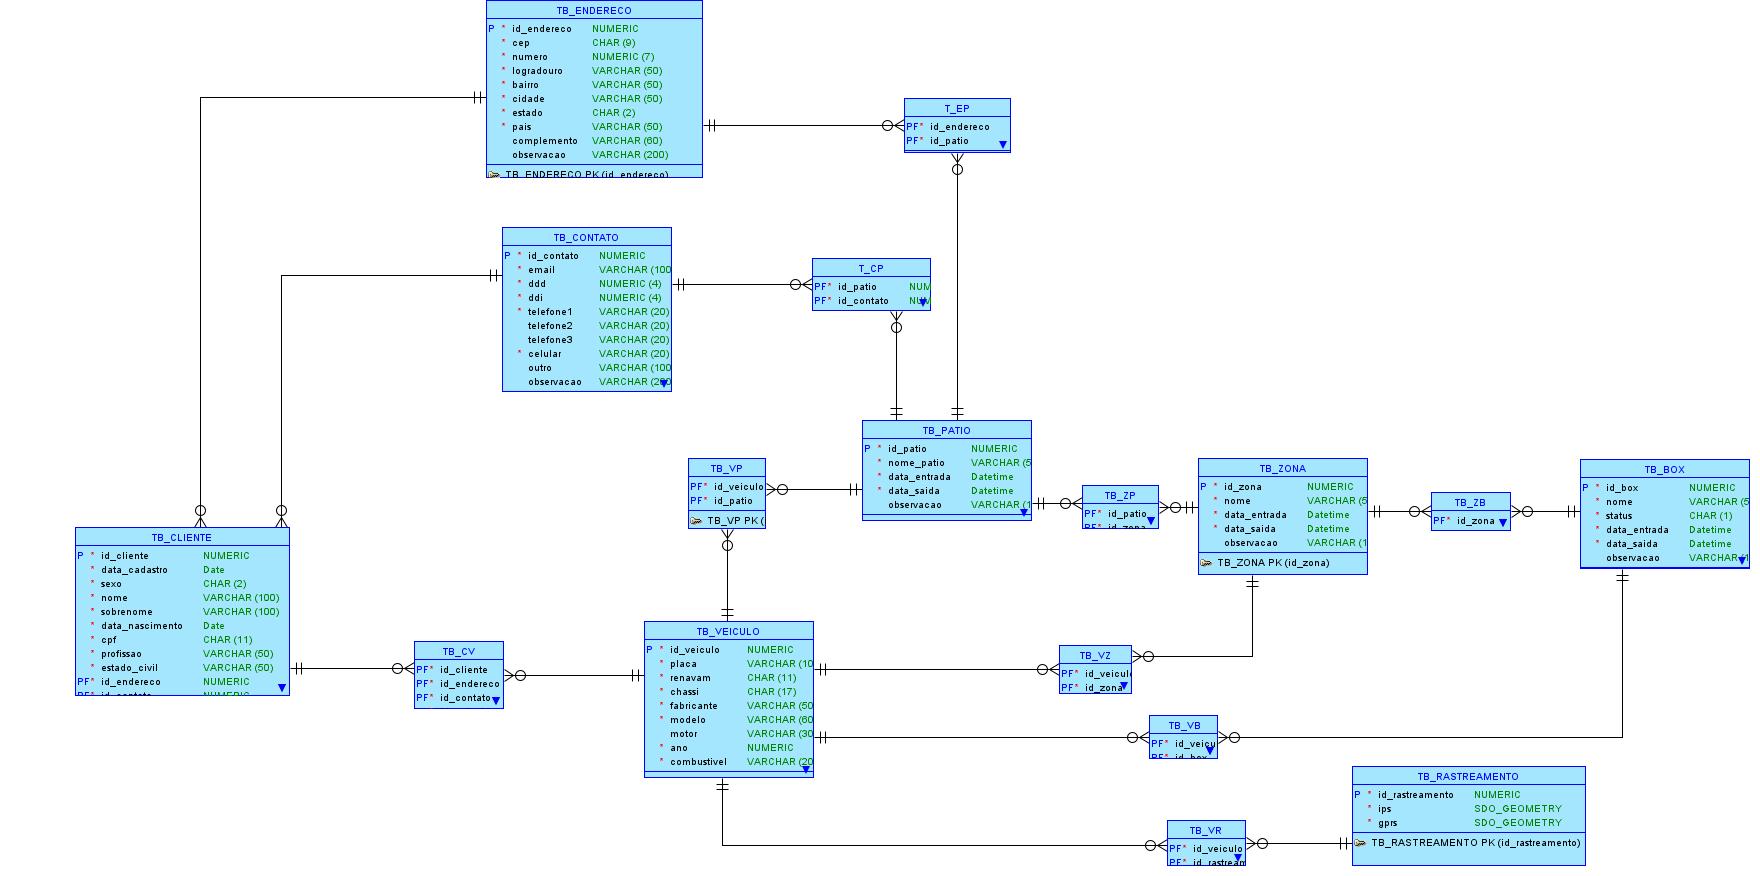 TB_ENDERECO
P * id_endereco NUMERIC
* cep CHAR (9)
* numero NUMERIC (7)
* logradouro VARCHAR (50)
* bairro VARCHAR (50)
* cidade VARCHAR (50)
* estado CHAR (2)
* pais VARCHAR (50)
complemento VARCHAR (60)
observacao VARCHAR (200)
TB_ENDERECO PK (id_endereco)
T_EP
PF* id_endereco
PF* id_patio
TB_CONTATO
P * id_contato NUMERIC
* email VARCHAR (100
* ddd NUMERIC (4)
* ddi NUMERIC (4)
* telefone1 VARCHAR (20)
telefone2 VARCHAR (20)
telefone3 VARCHAR (20)
* celular VARCHAR (20)
outro VARCHAR (100
observacao VARCHAR (200
T_CP
PF* id_patio NUM
PF* id_contato NUM
TB_PATIO
P * id_patio NUMERIC
* nome_patio VARCHAR (5
* data_entrada Datetime
* data_saida Datetime
observacao VARCHAR (1
TB_VP
PF* id_veiculo
PF* id_patio
TB_VP PK (
TB_ZP
PF* id_patio
PF* id_zona
TB_ZONA
P * id_zona NUMERIC
* nome VARCHAR (5
* data_entrada Datetime
* data_saida Datetime
observacao VARCHAR (1
TB_ZONA PK (id_zona)
TB_ZB
PF* id_zona
TB_BOX
P * id_box NUMERIC
* nome VARCHAR (5
* status CHAR (1)
* data_entrada Datetime
* data_saida Datetime
observacao VARCHAR (1
TB_CLIENTE
P * id_cliente NUMERIC
* data_cadastro Date
* sexo CHAR (2)
* nome VARCHAR (100)
* sobrenome VARCHAR (100)
* data_nascimento Date
* cpf CHAR (11)
* profissao VARCHAR (50)
* estado_civil VARCHAR (50)
PF* id_endereco NUMERIC
PF* id_contato NUMERIC
TB_CV
PF* id_cliente
PF* id_endereco
PF* id_contato
TB_VEICULO
P * id_veiculo NUMERIC
* placa VARCHAR (10
* renavam CHAR (11)
* chassi CHAR (17)
* fabricante VARCHAR (50
* modelo VARCHAR (60
motor VARCHAR (30
* ano NUMERIC
* combustivel VARCHAR (20
TB_VZ
PF* id_veiculo
PF* id_zona
TB_VB
PF* id_veicu
PF* id_box
TB_RASTREAMENTO
P * id_rastreamento NUMERIC
* ips SDO_GEOMETRY
* gprs SDO_GEOMETRY
TB_RASTREAMENTO PK (id_rastreamento)
TB_VR
PF* id_veiculo
PF* id_rastream